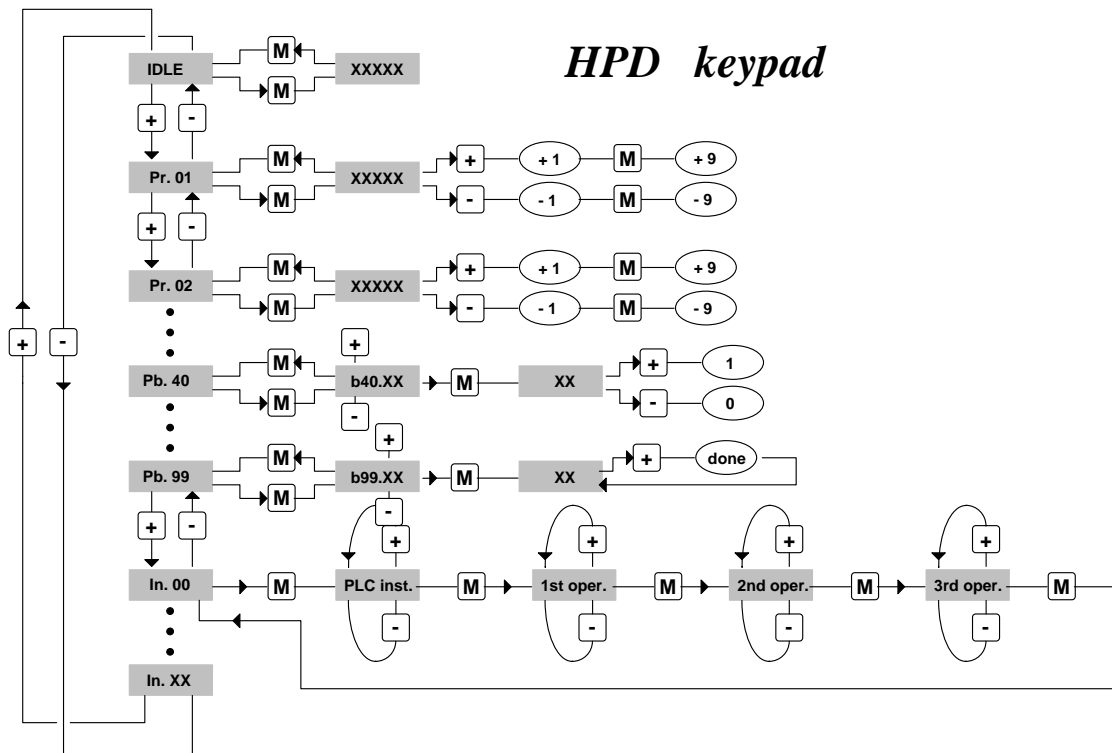 HPD keypad
M
IDLE XXXXX
M
+ -
M + + 1 M + 9
Pr. 01 XXXXX
M - - 1 M - 9
+ -
M + + 1 M + 9
Pr. 02 XXXXX
M - - 1 M - 9
+ -
+
M + 1
Pb. 40 b40.XX M XX
M - 0
-
+
M + done
Pb. 99 b99.XX M XX
M
-
+ -
+ + + +
In. 00 M PLC inst. M 1st oper. M 2nd oper. M 3rd oper. M
- - - -
In. XX